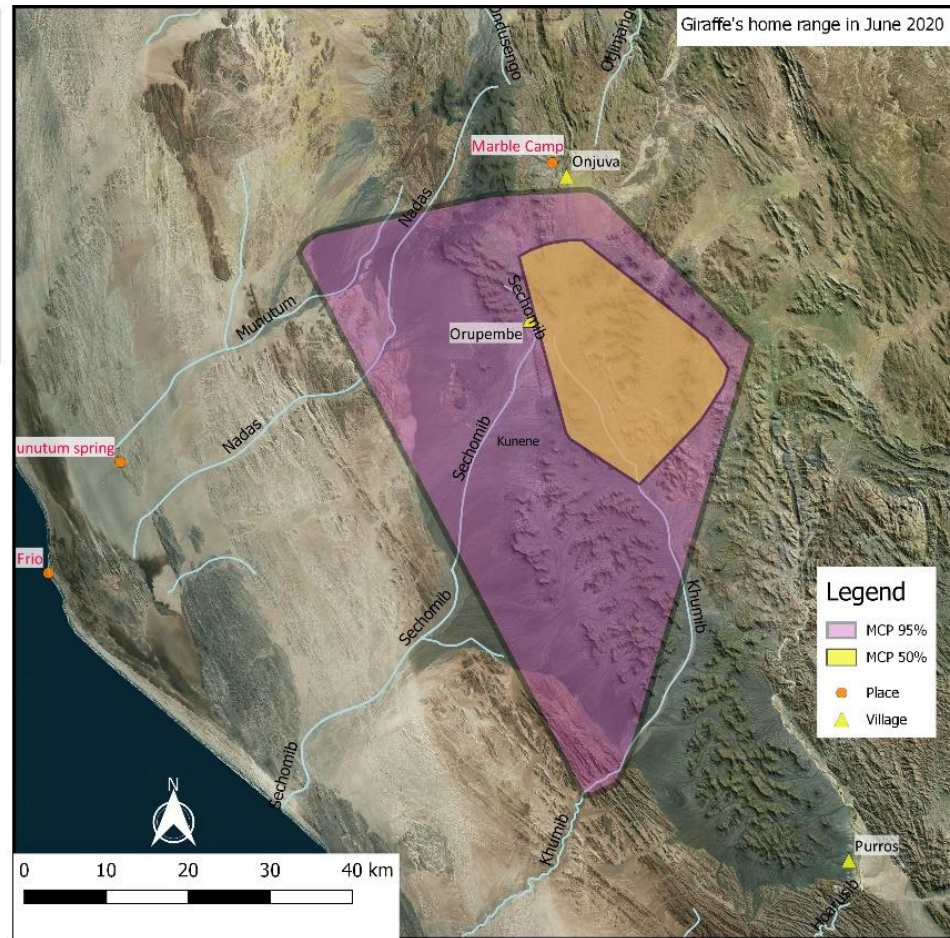 Giraffe's home range in June 2020
Ondusengo
Otjinjange
Marble Camp
Onjuva
Nadas
Sechomib
Munutum
Orupembe
Nadas
Sechomib
Kunene
unutum spring
Frio
Khumib
Sechomib
Legend
MCP 95%
MCP 50%
Place
Village
Sechomib
N
Khumib
Purros
Hoarusib
0 10 20 30 40 km